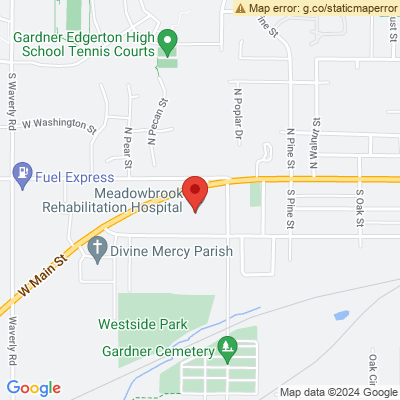 Map error: g.co/staticmaperror
Gardner Edgerton High
School Tennis Courts
Pine St
ust St
S Waverly Rd
W Washington St
N Pear St
N Pecan St
N Poplar Dr
N Pine St
N Walnut St
Fuel Express
Meadowbrook
Rehabilitation Hospital
S Pine St
S Oak St
Divine Mercy Parish
W Main St
Waverly Rd
Westside Park
Gardner Cemetery
Oak Cir
Google
Map data ©2024 Google